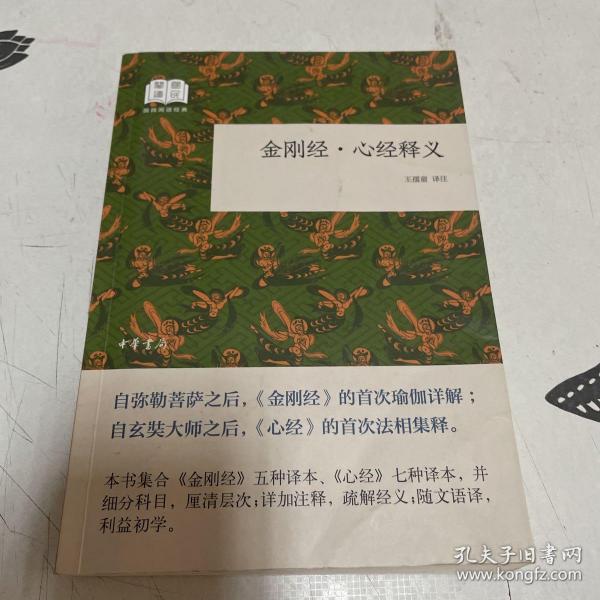 国民阅读经典
金刚经·心经释义
王孺童 译注
中華書局
自弥勒菩萨之后，《金刚经》的首次瑜伽详解；
自玄奘大师之后，《心经》的首次法相集释。
本书集合《金刚经》五种译本、《心经》七种译本，并
细分科目，厘清层次；详加注释，疏解经义；随文语译，
利益初学。
孔夫子旧书网
www.kongfz.com